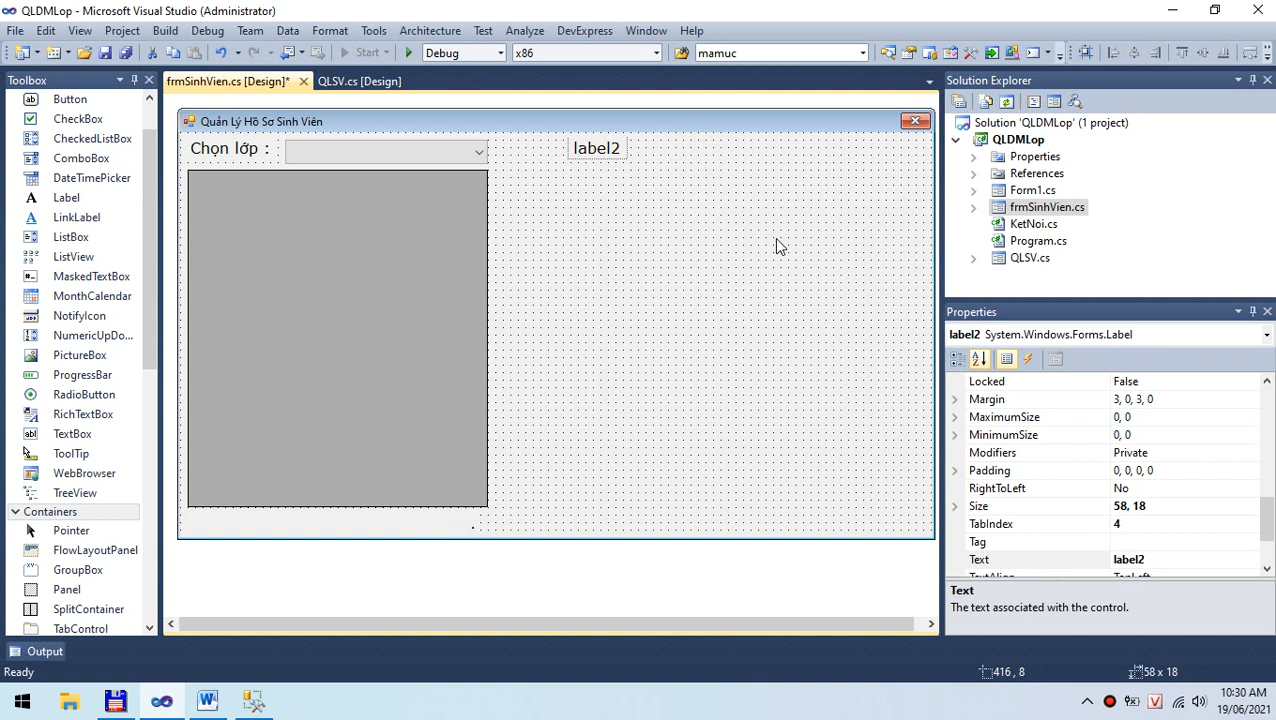 QLDMLop - Microsoft Visual Studio (Administrator)
File Edit View Project Build Debug Team Data Format Tools Architecture Test Analyze DevExpress Window Help
Start Debug x86 mamuc
Toolbox
Button
CheckBox
CheckedListBox
ComboBox
DateTimePicker
Label
LinkLabel
ListBox
ListView
MaskedTextBox
MonthCalendar
NotifyIcon
NumericUpDo...
PictureBox
ProgressBar
RadioButton
RichTextBox
TextBox
ToolTip
WebBrowser
TreeView
Containers
Pointer
FlowLayoutPanel
GroupBox
Panel
SplitContainer
TabControl
frmSinhVien.cs [Design]*
QLSV.cs [Design]
Quản Lý Hồ Sơ Sinh Viên
Chọn lớp :
label2
Solution Explorer
Solution 'QLDMLop' (1 project)
QLDMLop
Properties
References
Form1.cs
frmSinhVien.cs
KetNoi.cs
Program.cs
QLSV.cs
Properties
label2 System.Windows.Forms.Label
Locked False
Margin 3, 0, 3, 0
MaximumSize 0, 0
MinimumSize 0, 0
Modifiers Private
Padding 0, 0, 0, 0
RightToLeft No
Size 58, 18
TabIndex 4
Tag
Text label2
TextAlign TopLeft
Text
The text associated with the control.
Output
Ready
416 , 8
58 x 18
10:30 AM
19/06/2021